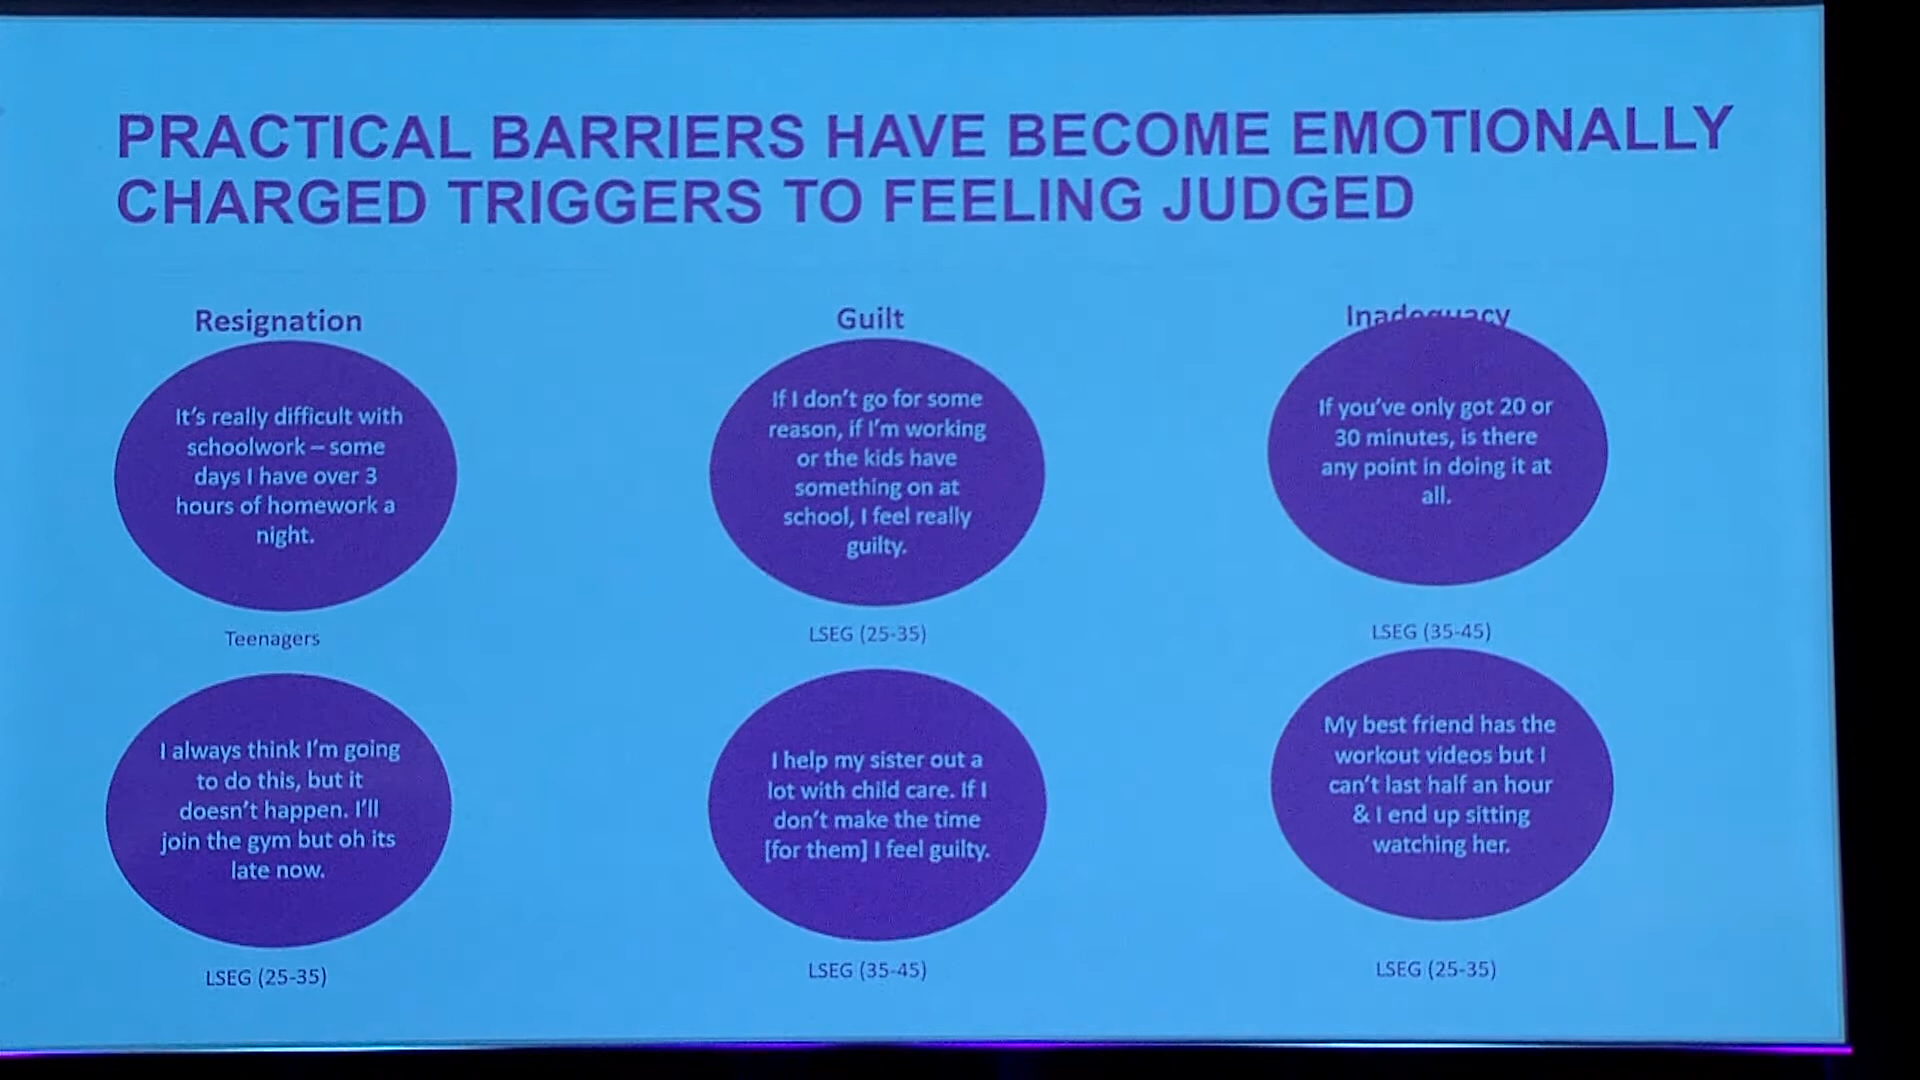 PRACTICAL BARRIERS HAVE BECOME EMOTIONALLY
CHARGED TRIGGERS TO FEELING JUDGED
Resignation
It's really difficult with
schoolwork – some
days I have over 3
hours of homework a
night.
Teenagers
I always think I'm going
to do this, but it
doesn't happen. I'll
join the gym but oh its
late now.
LSEG (25-35)
Guilt
If I don't go for some
reason, if I'm working
or the kids have
something on at
school, I feel really
guilty.
LSEG (25-35)
I help my sister out a
lot with child care. If I
don't make the time
[for them] I feel guilty.
LSEG (35-45)
Inadequacy
If you've only got 20 or
30 minutes, is there
any point in doing it at
all.
LSEG (35-45)
My best friend has the
workout videos but I
can't last half an hour
& I end up sitting
watching her.
LSEG (25-35)